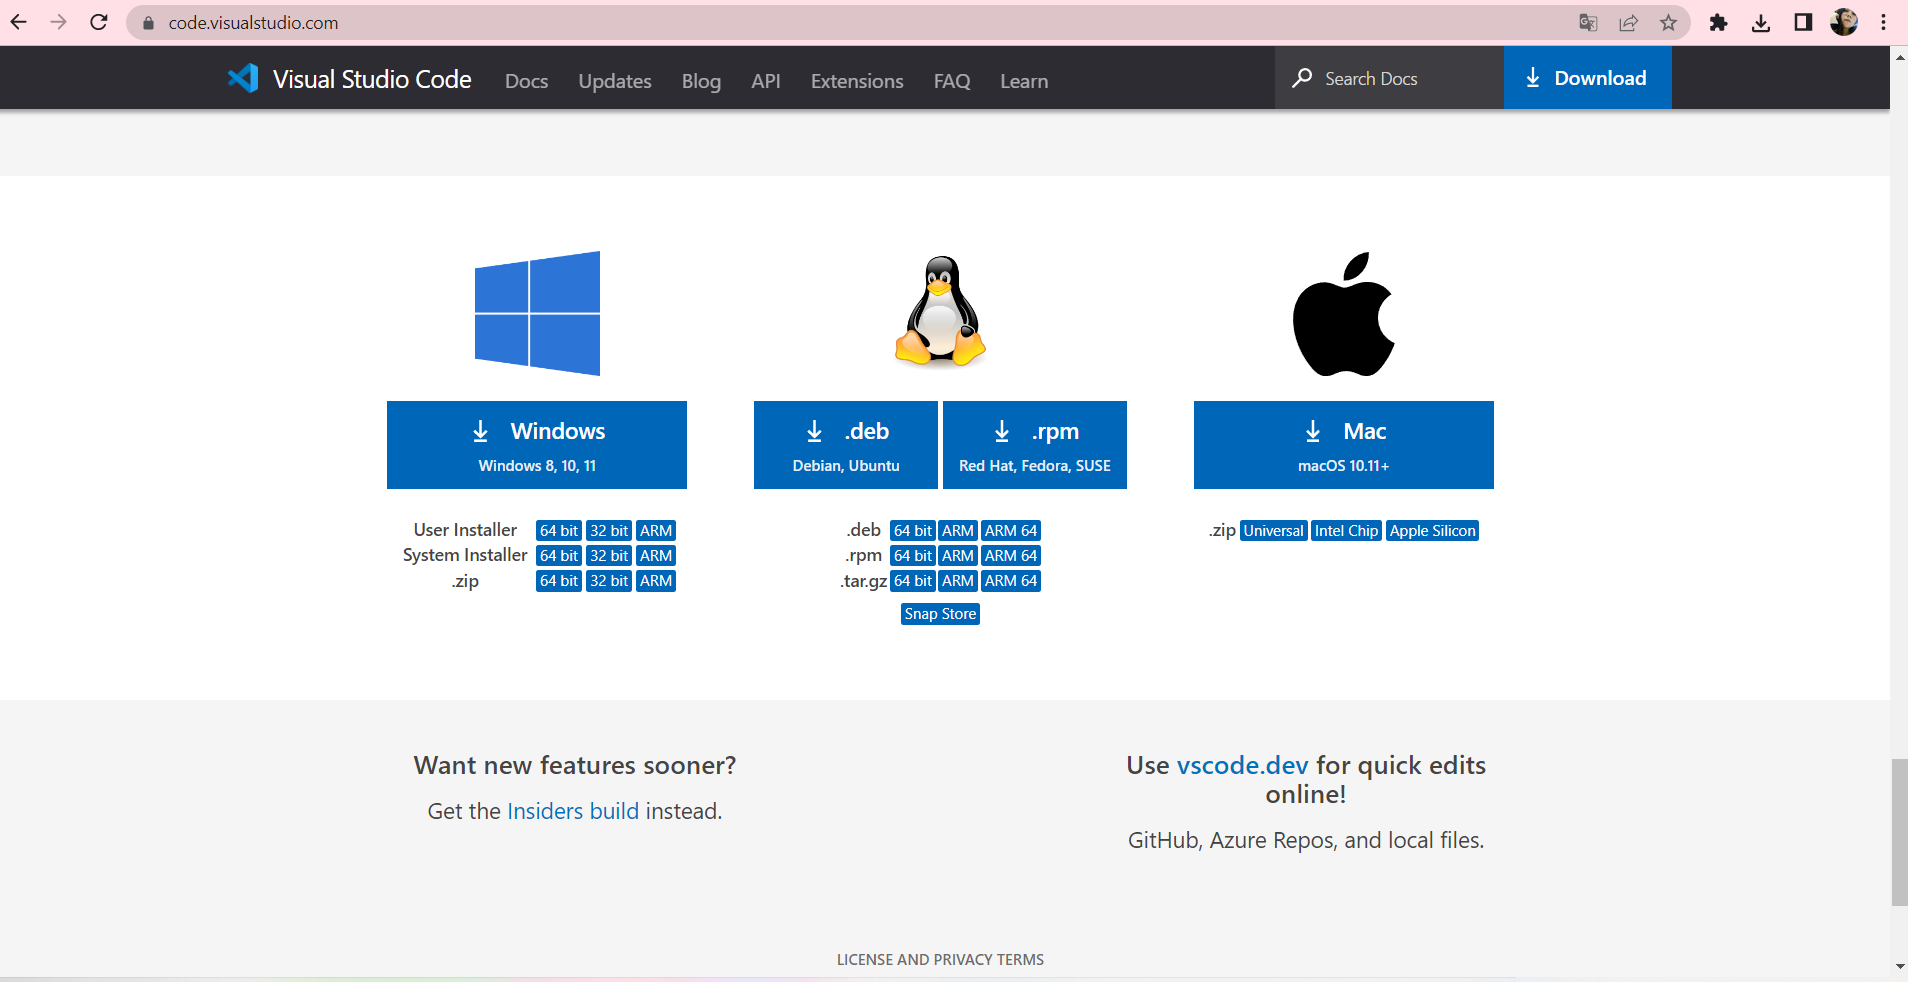 code.visualstudio.com
Visual Studio Code Docs Updates Blog API Extensions FAQ Learn Search Docs Download
Windows
Windows 8, 10, 11
User Installer 64 bit 32 bit ARM
System Installer 64 bit 32 bit ARM
.zip 64 bit 32 bit ARM
.deb
Debian, Ubuntu
.rpm
Red Hat, Fedora, SUSE
.deb 64 bit ARM ARM 64
.rpm 64 bit ARM ARM 64
.tar.gz 64 bit ARM ARM 64
Snap Store
Mac
macOS 10.11+
.zip Universal Intel Chip Apple Silicon
Want new features sooner?
Get the Insiders build instead.
Use vscode.dev for quick edits
online!
GitHub, Azure Repos, and local files.
LICENSE AND PRIVACY TERMS